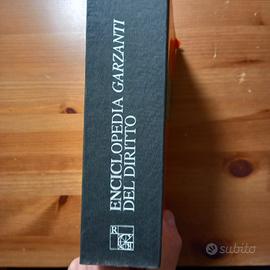 ENCICLOPEDIA GARZANTI
DEL DIRITTO
subito